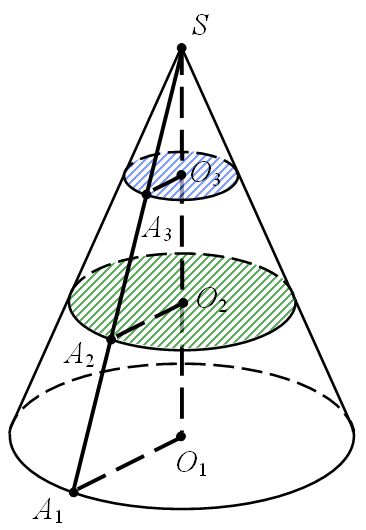 S
O₃
A₃
O₂
A₂
O₁
A₁